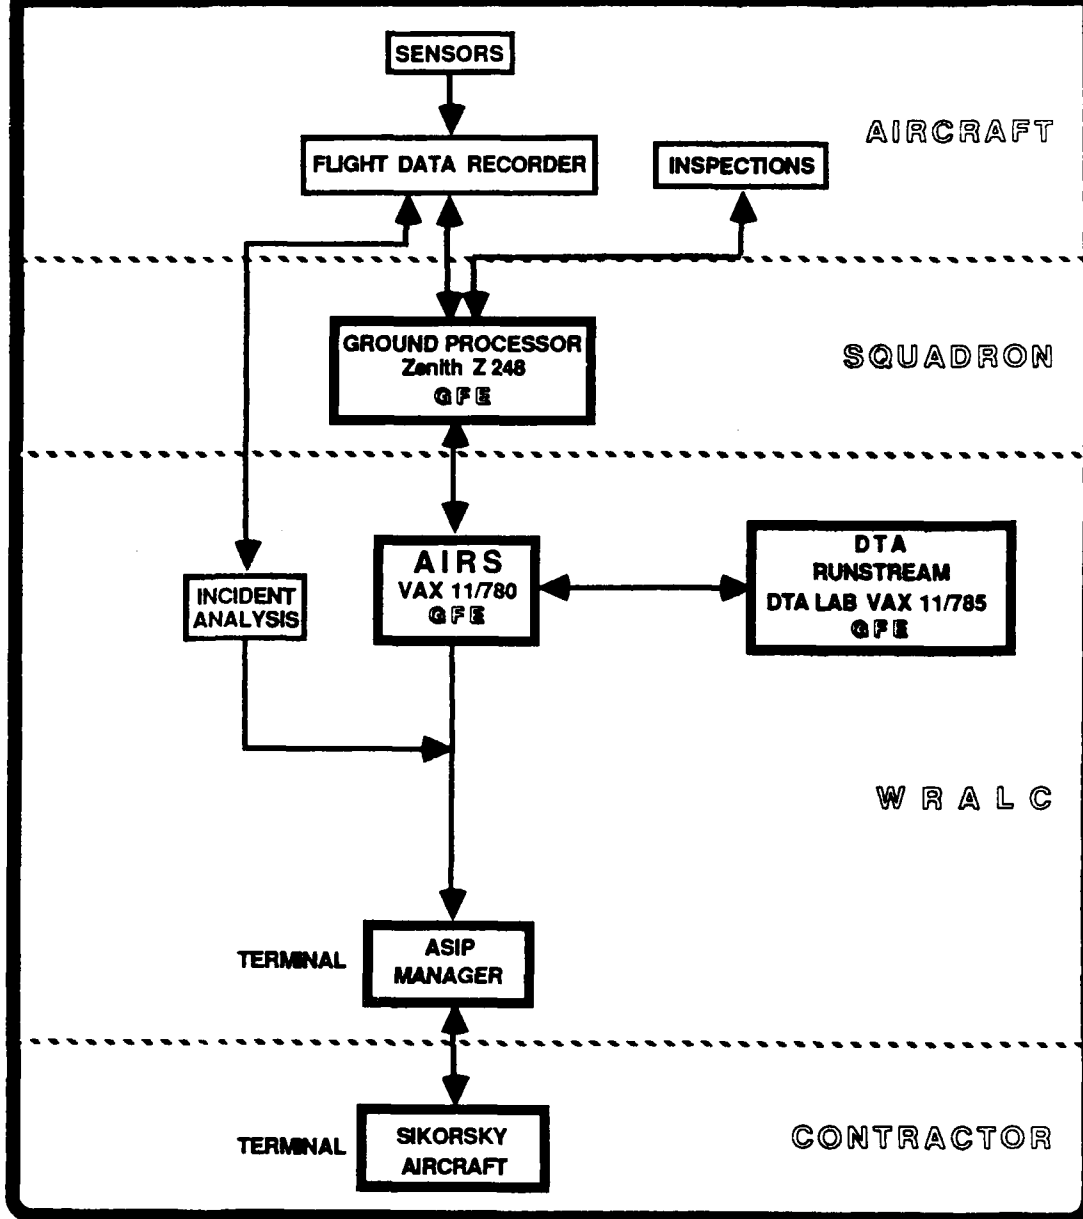 SENSORS
AIRCRAFT
FLIGHT DATA RECORDER
INSPECTIONS
GROUND PROCESSOR
Zenith Z 248
GFE
SQUADRON
AIRS
VAX 11/780
GFE
DTA
RUNSTREAM
DTA LAB VAX 11/785
GFE
INCIDENT
ANALYSIS
WRALC
TERMINAL
ASIP
MANAGER
TERMINAL
SIKORSKY
AIRCRAFT
CONTRACTOR